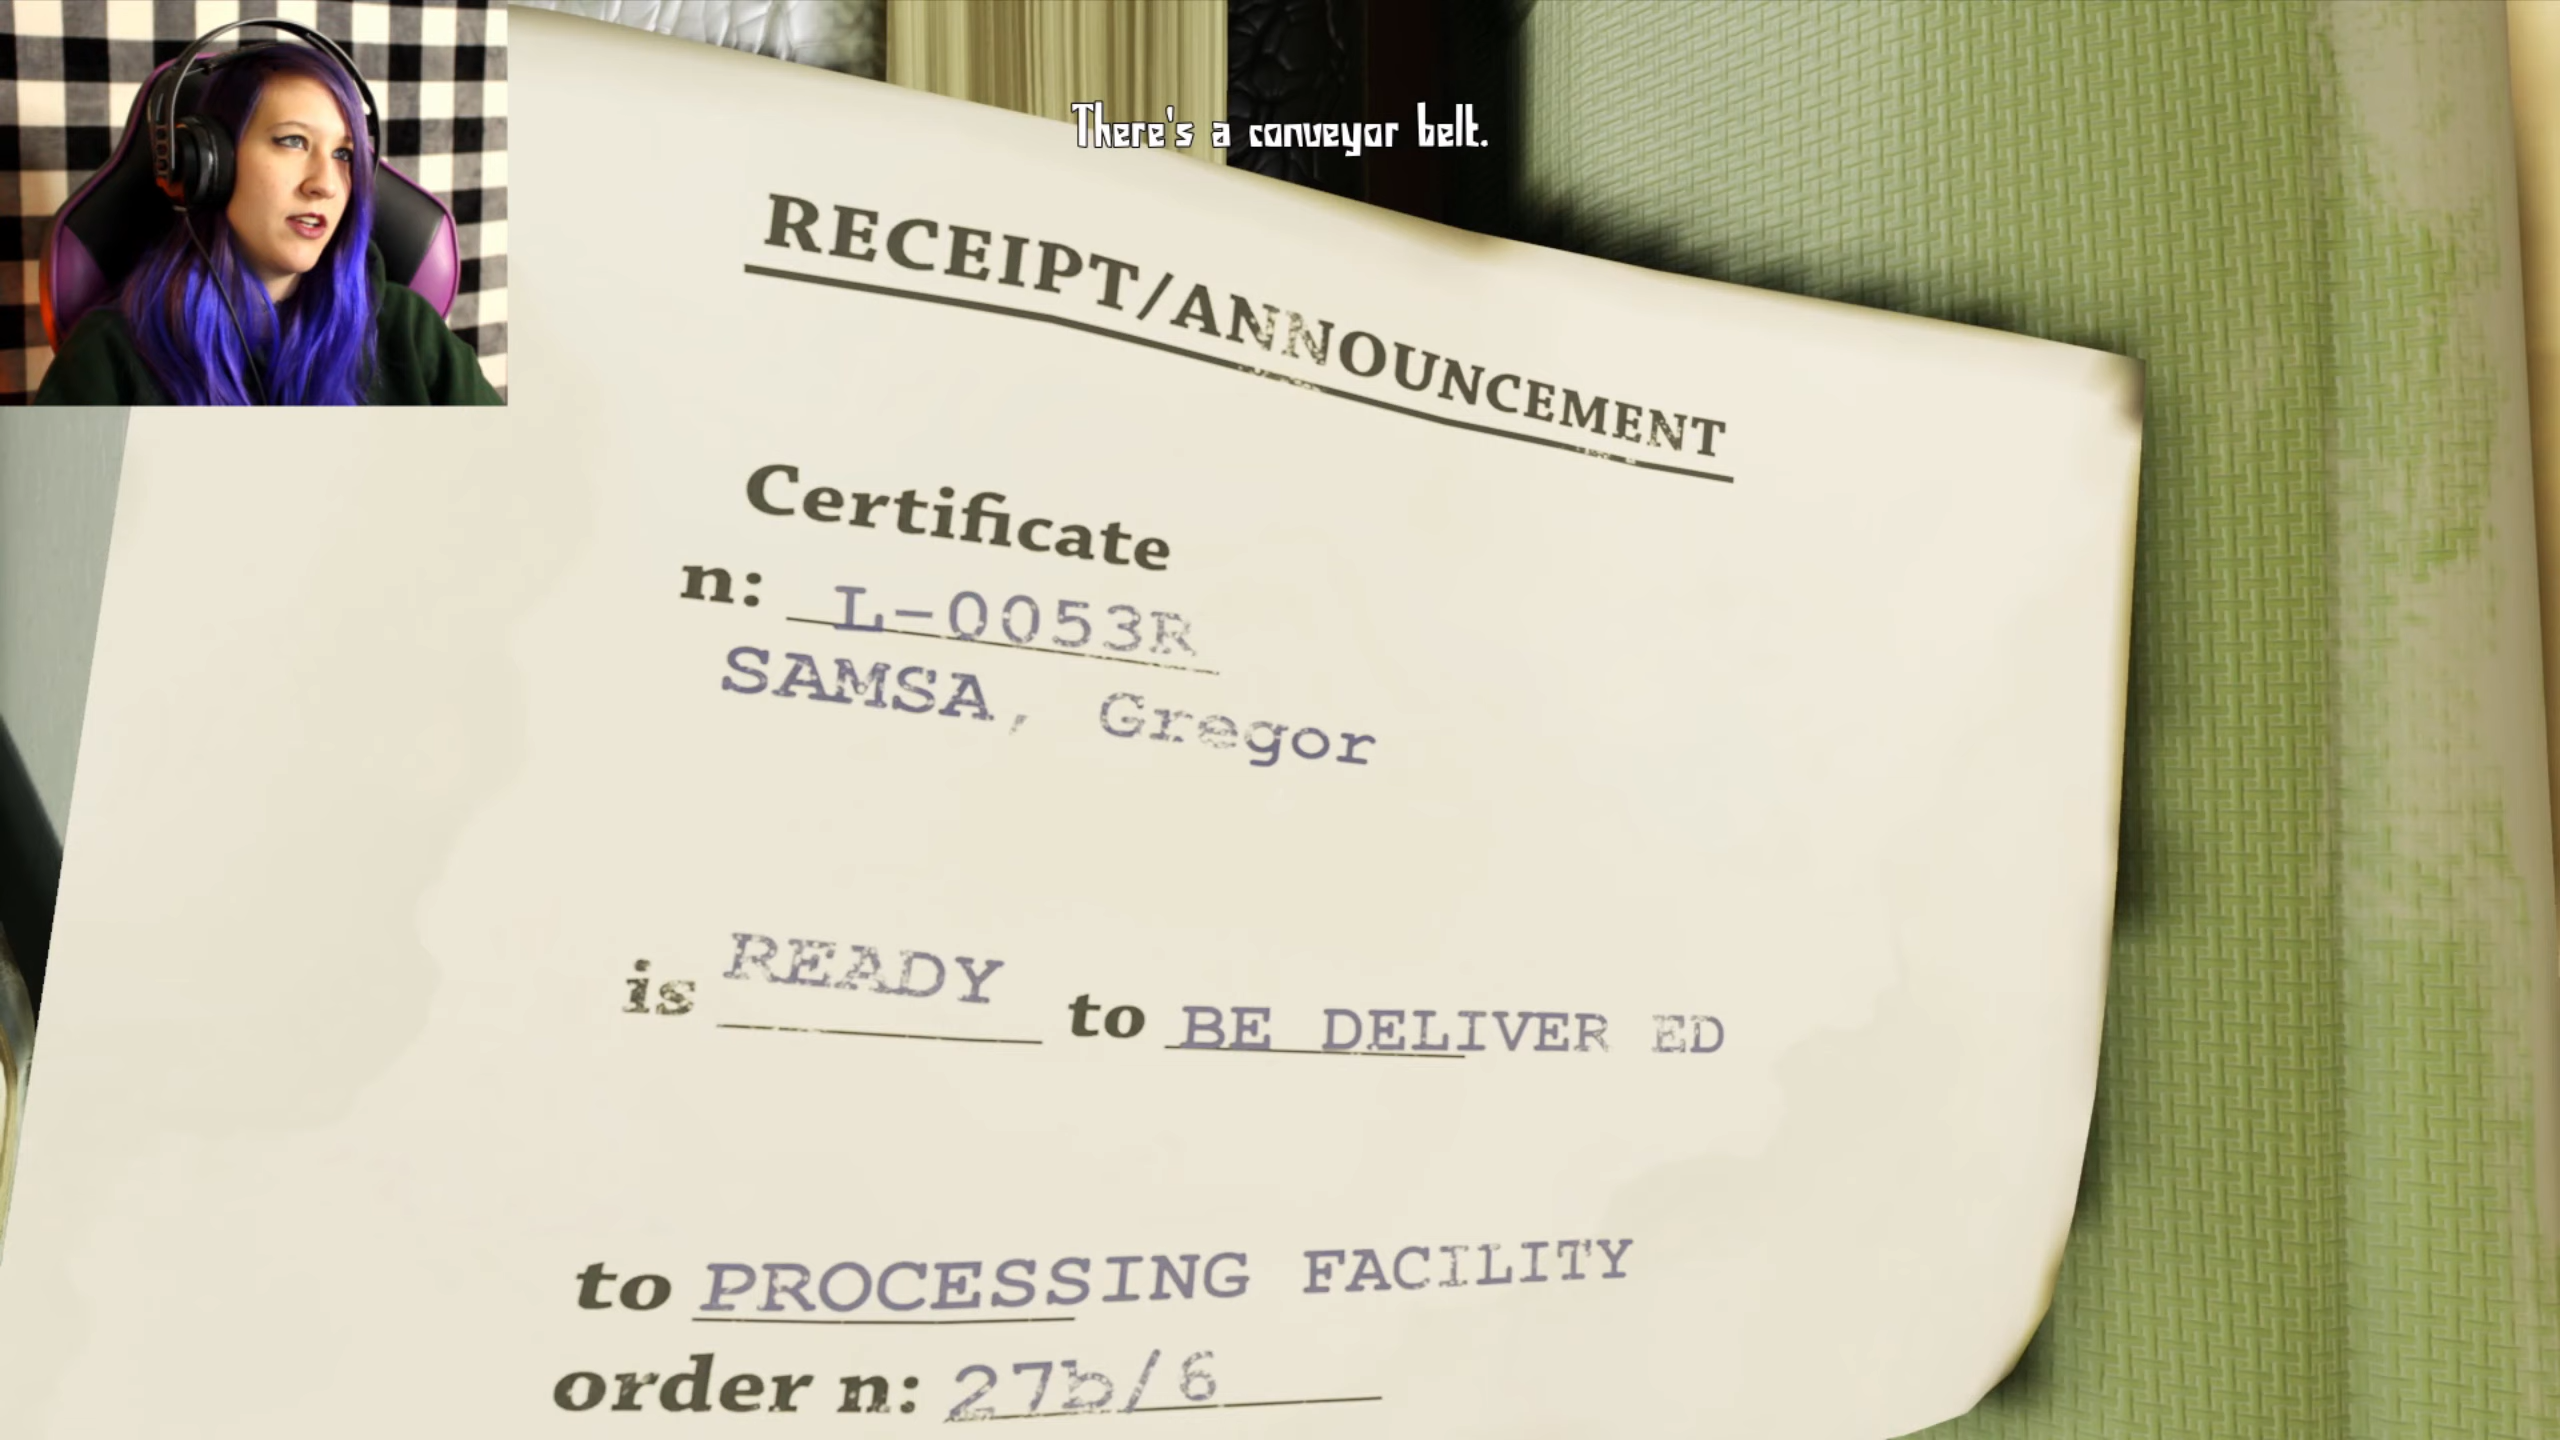 There's a conveyor belt.
RECEIPT/ANNOUNCEMENT
Certificate
n: L-0053R
SAMSA, Gregor
is READY to BE DELIVER ED
to PROCESSING FACILITY
order n: 27b/6